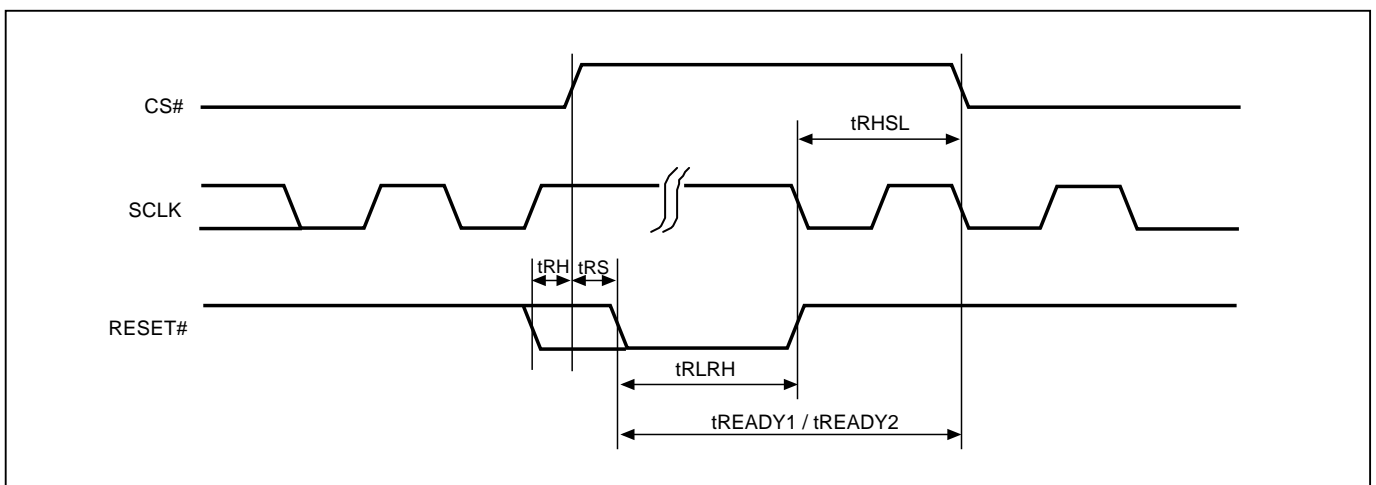 CS#
tRHSL
SCLK
tRH tRS
RESET#
tRLRH
tREADY1 / tREADY2